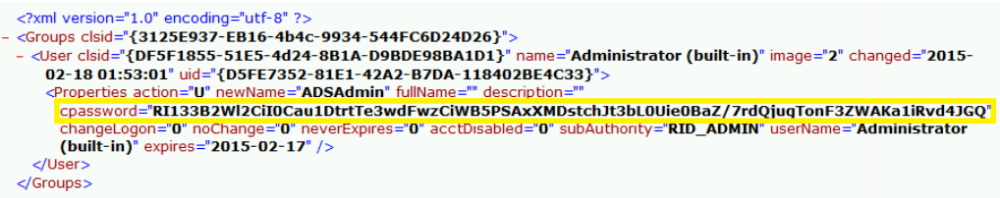 <?xml version="1.0" encoding="utf-8" ?>
- <Groups clsid="{3125E937-EB16-4b4c-9934-544FC6D24D26}">
- <User clsid="{DF5F1855-51E5-4d24-8B1A-D9BDE98BA1D1}" name="Administrator (built-in)" image="2" changed="2015-
02-18 01:53:01" uid="{D5FE7352-81E1-42A2-B7DA-118402BE4C33}">
<Properties action="U" newName="ADSAdmin" fullName="" description=""
cpassword="RI133B2Wl2CiI0Cau1DtrtTe3wdFwzCiWB5PSAxXMDstchJt3bL0Uie0BaZ/7rdQjuqTonF3ZWAKa1iRvd4JGQ"
changeLogon="0" noChange="0" neverExpires="0" acctDisabled="0" subAuthority="RID_ADMIN" userName="Administrator
(built-in)" expires="2015-02-17" />
</User>
</Groups>